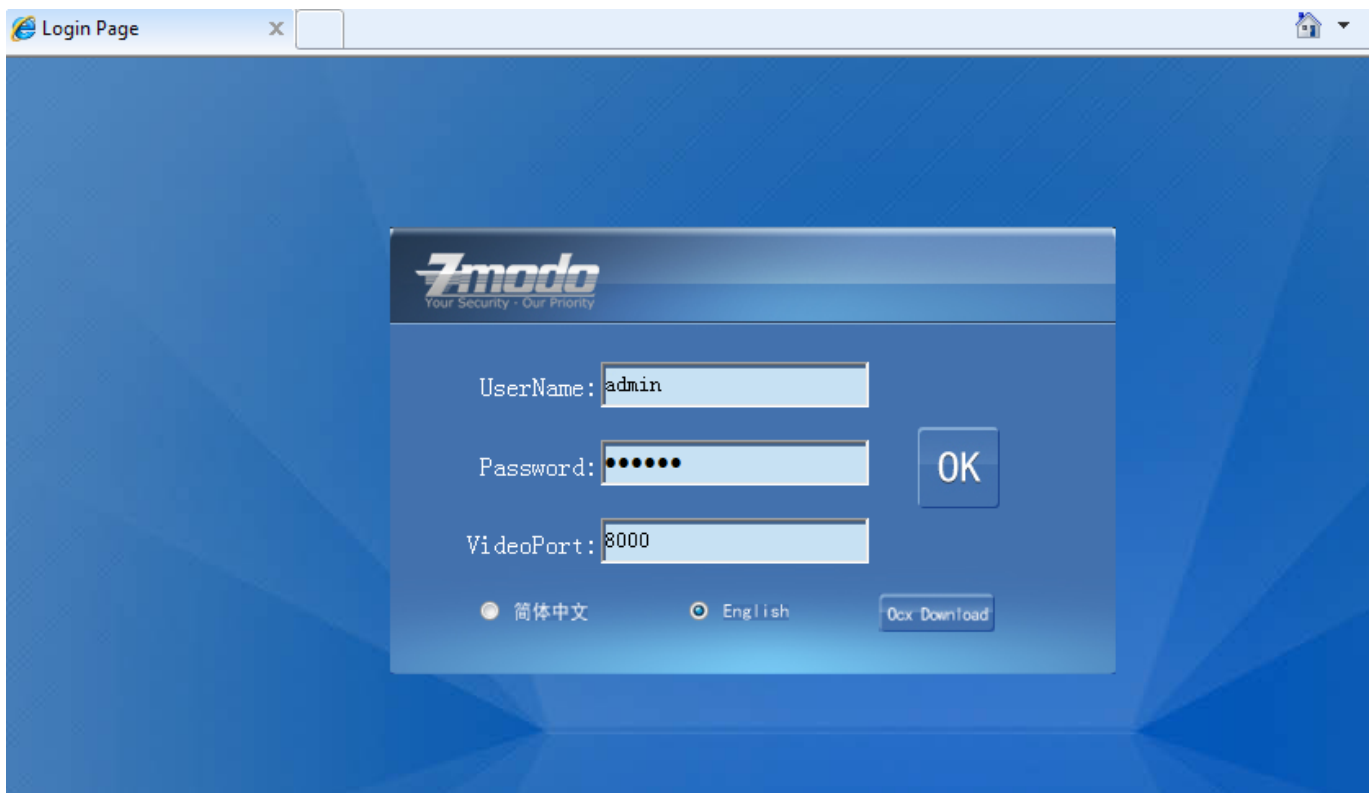 Login Page
Zmodo
Your Security · Our Priority
UserName: admin
Password: ••••••
VideoPort: 8000
简体中文 English Ocx Download
OK